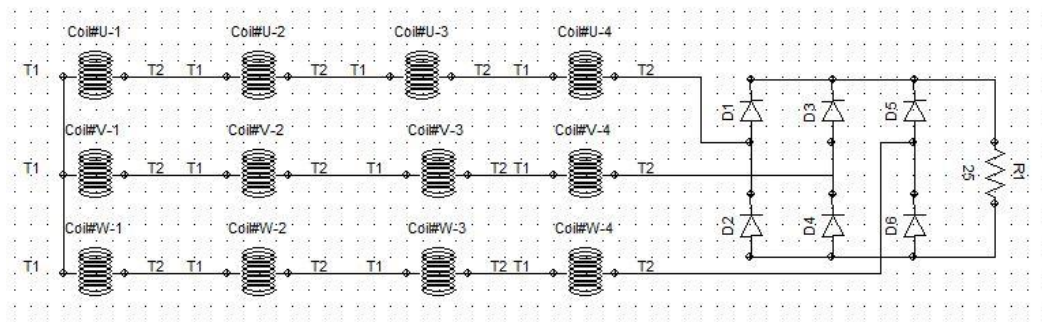 Coil#U-1 Coil#U-2 Coil#U-3 Coil#U-4
T1 T2 T1 T2 T1 T2 T1 T2
D1 D3 D5
Coil#V-1 Coil#V-2 Coil#V-3 Coil#V-4
T1 T2 T1 T2 T1 T2 T1 T2
25 R1
Coil#W-1 Coil#W-2 Coil#W-3 Coil#W-4
D2 D4 D6
T1 T2 T1 T2 T1 T2 T1 T2